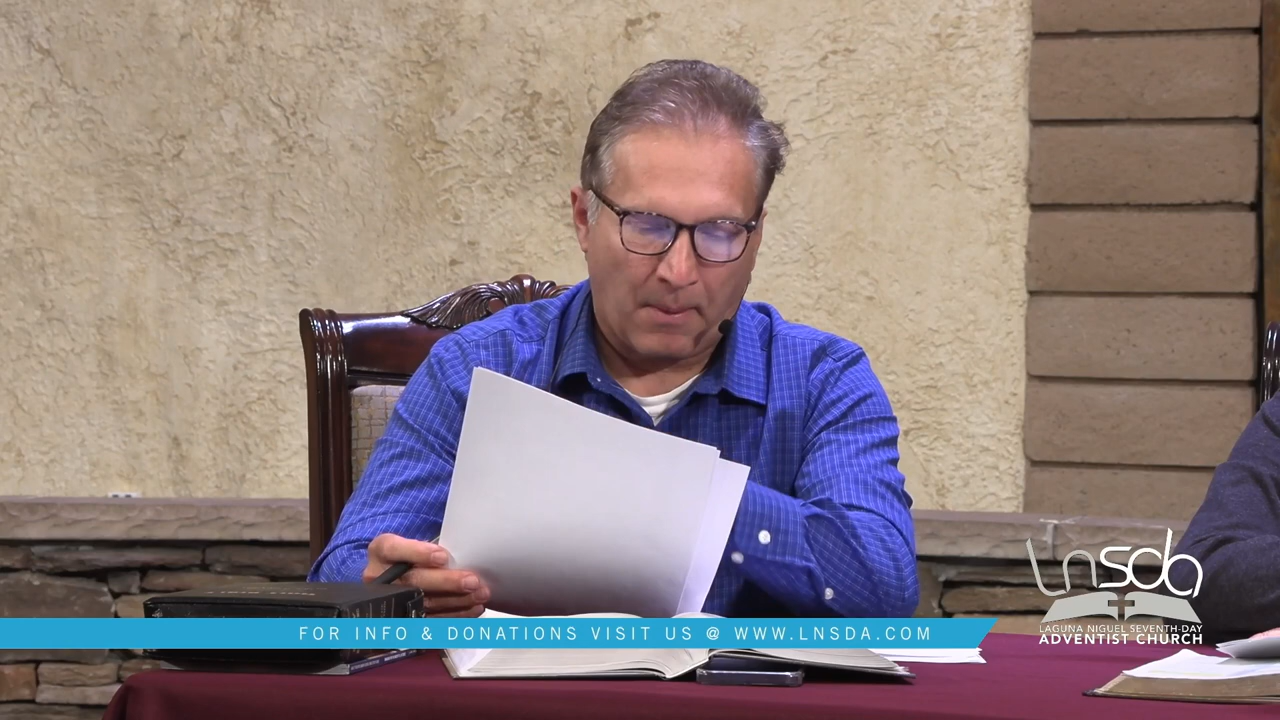 FOR INFO & DONATIONS VISIT US @ WWW.LNSDA.COM
LNSDA
LAGUNA NIGUEL SEVENTH-DAY
ADVENTIST CHURCH